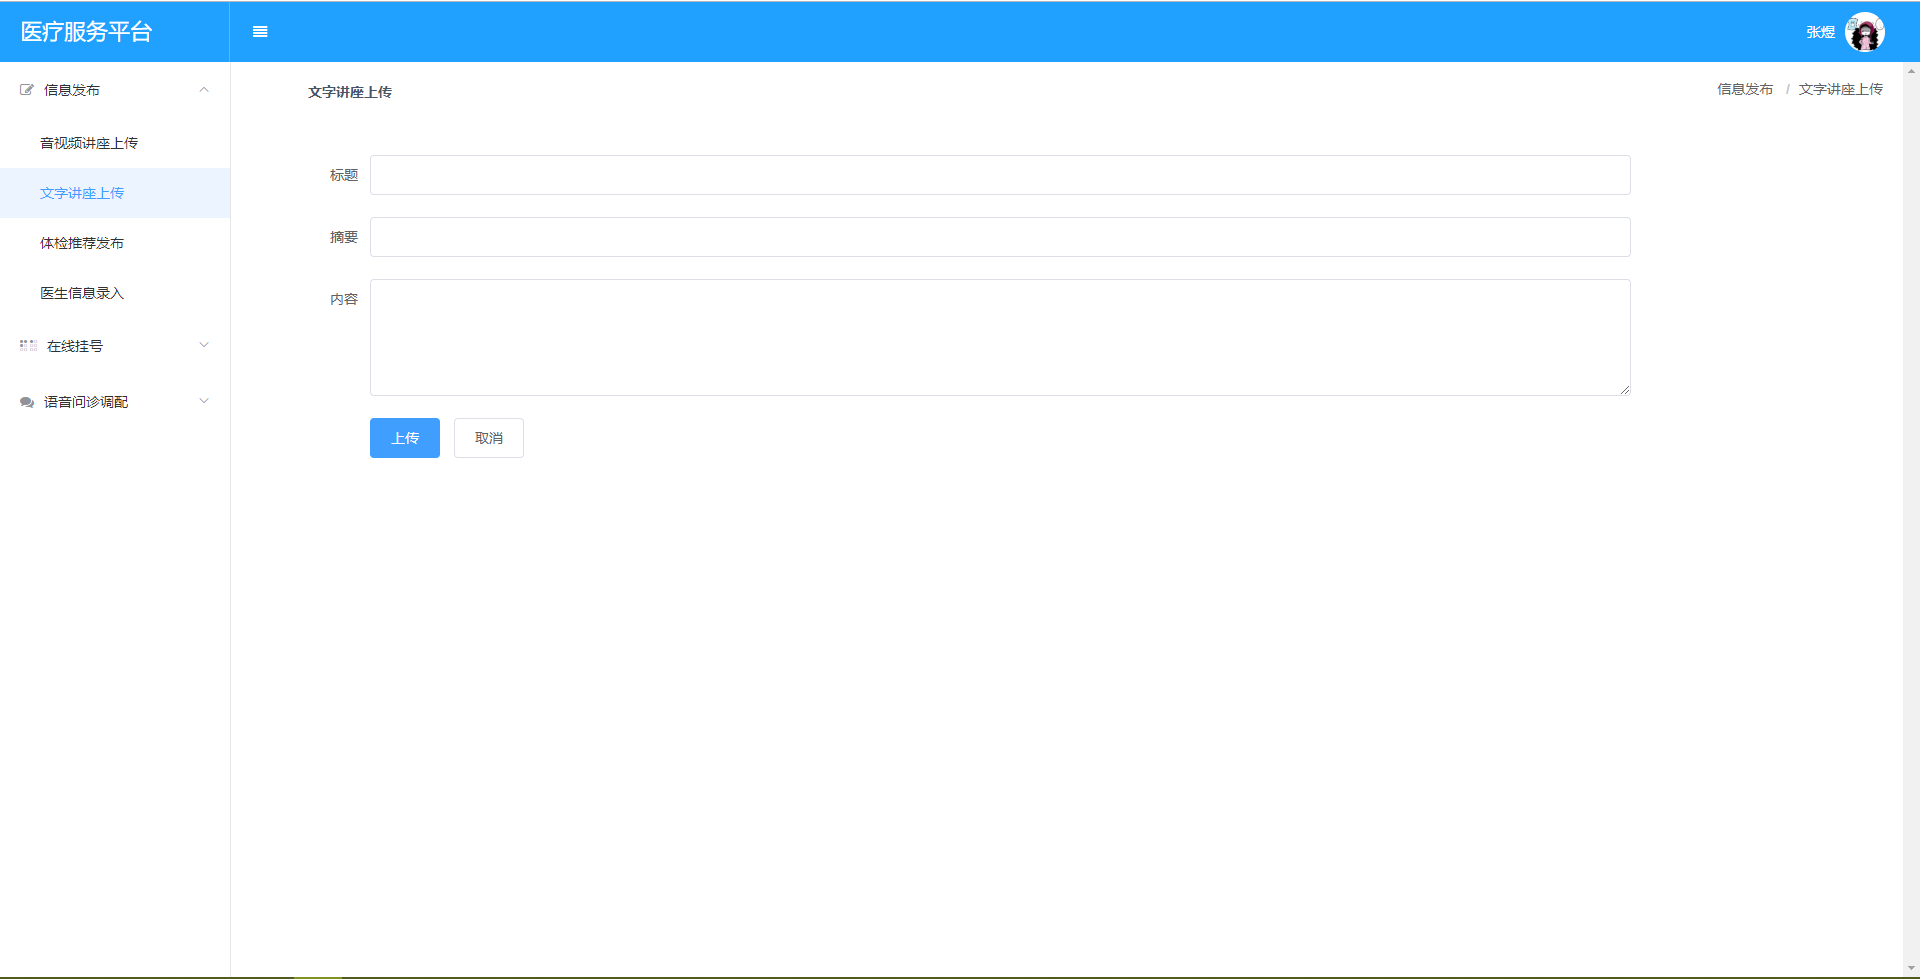 医疗服务平台
张煜
信息发布
音视频讲座上传
文字讲座上传
体检推荐发布
医生信息录入
在线挂号
语音问诊调配
文字讲座上传
信息发布 / 文字讲座上传
标题
摘要
内容
上传 取消